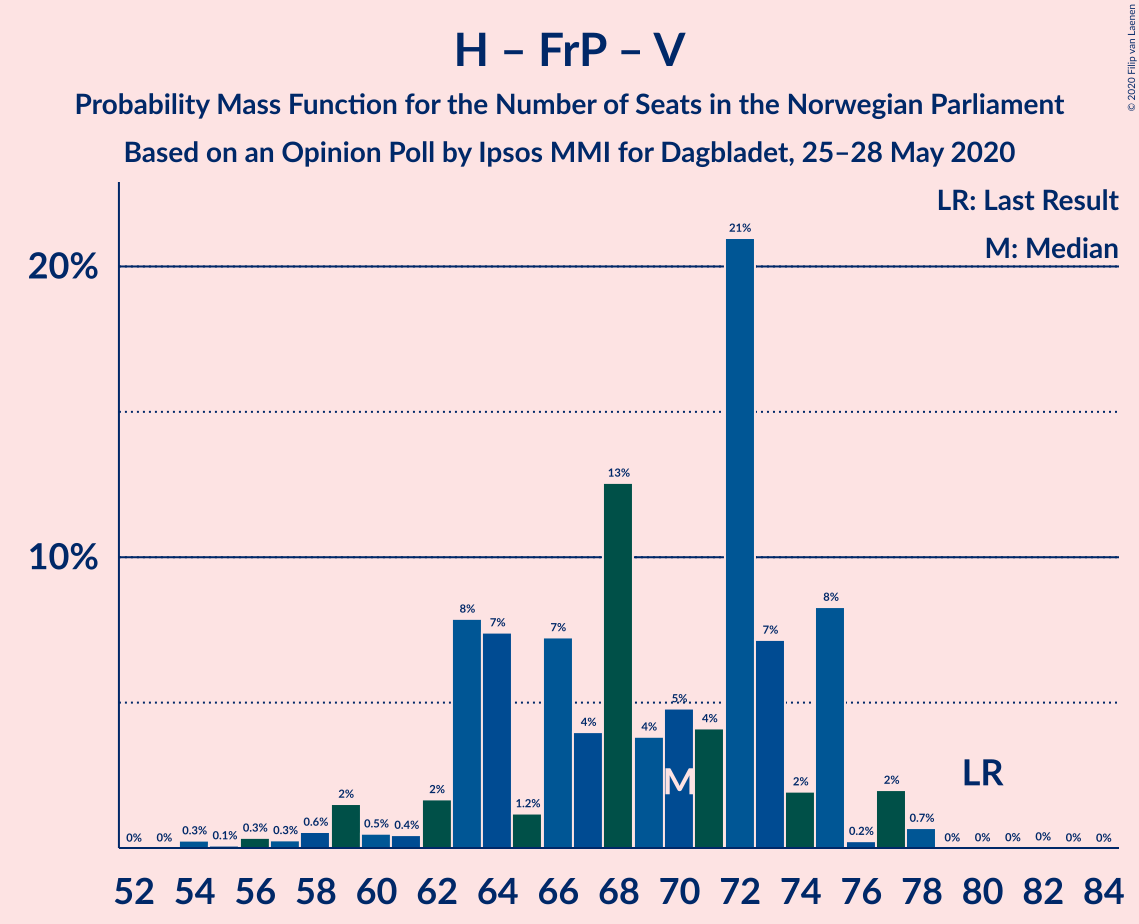 © 2020 Filip van Laenen
H – FrP – V
Probability Mass Function for the Number of Seats in the Norwegian Parliament
Based on an Opinion Poll by Ipsos MMI for Dagbladet, 25–28 May 2020
LR: Last Result
M: Median
20%
10%
0% 0% 0.3% 0.1% 0.3% 0.3% 0.6% 2% 0.5% 0.4% 2% 8% 7% 1.2% 7% 4% 13% 4% 5% 4% 21% 7% 2% 8% 0.2% 2% 0.7% 0% 0% 0% 0% 0% 0%
M
LR
52 54 56 58 60 62 64 66 68 70 72 74 76 78 80 82 84